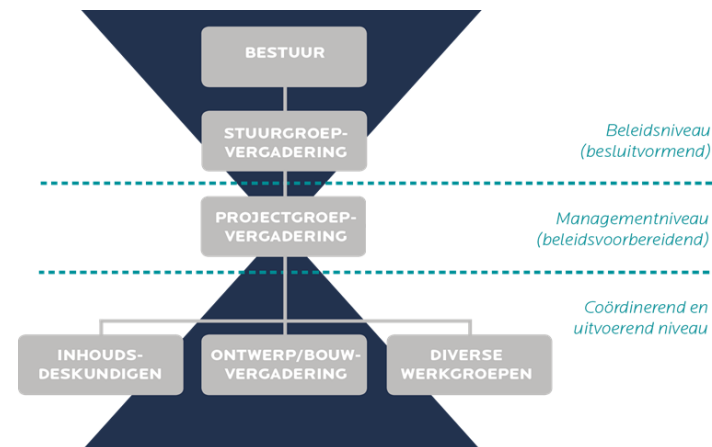 BESTUUR
STUURGROEP-
VERGADERING
Beleidsniveau
(besluitvormend)
PROJECTGROEP-
VERGADERING
Managementniveau
(beleidsvoorbereidend)
Coördinerend en
uitvoerend niveau
INHOUDS-
DESKUNDIGEN
ONTWERP/BOUW-
VERGADERING
DIVERSE
WERKGROEPEN